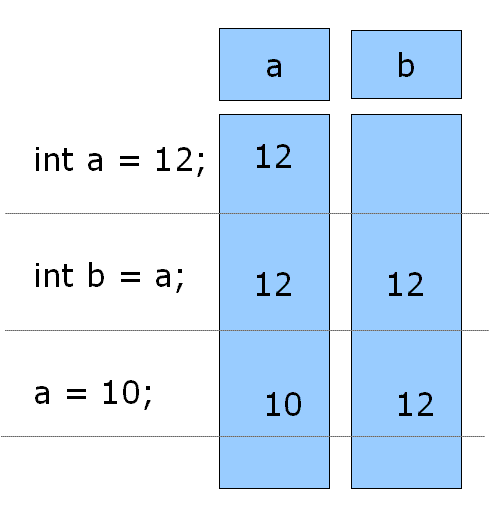 a b
int a = 12; 12
int b = a; 12 12
a = 10; 10 12